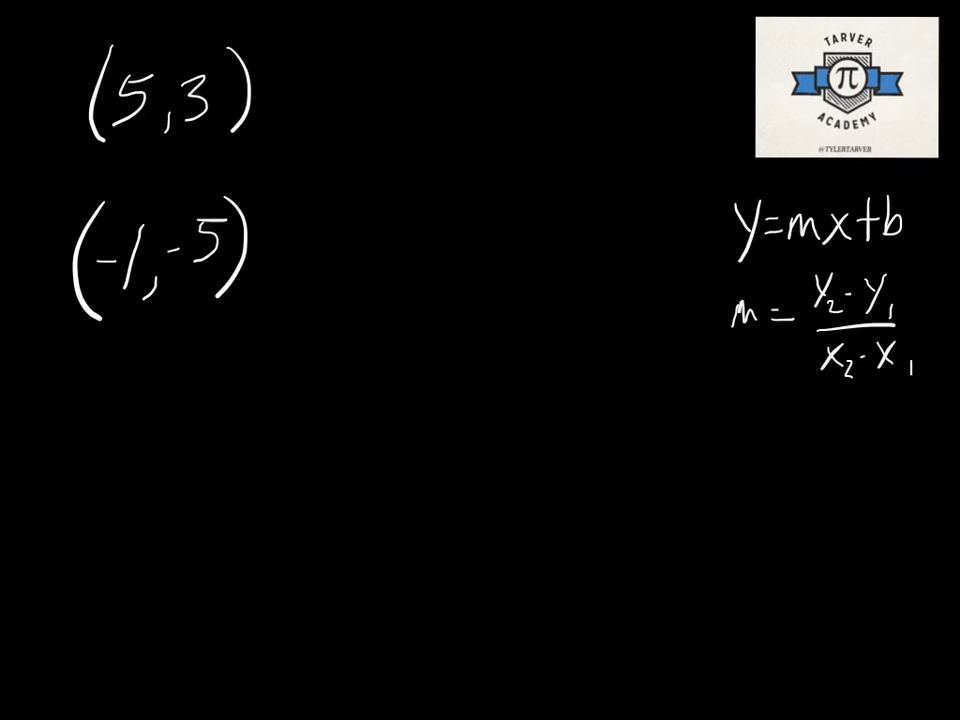 (5,3)
(-1,-5)
TARVER
π
ACADEMY
@TYLERTARVER
y=mx+b
m = y₂-y₁
x₂-x₁